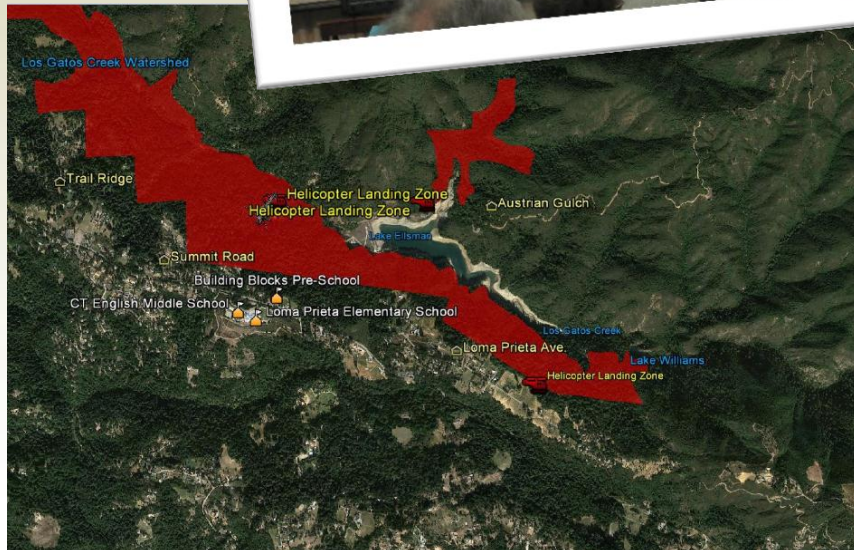 Los Gatos Creek Watershed
Trail Ridge
Helicopter Landing Zone
Helicopter Landing Zone
Austrian Gulch
Lake Ellsman
Summit Road
Building Blocks Pre-School
CT English Middle School
Loma Prieta Elementary School
Los Gatos Creek
Loma Prieta Ave.
Lake Williams
Helicopter Landing Zone